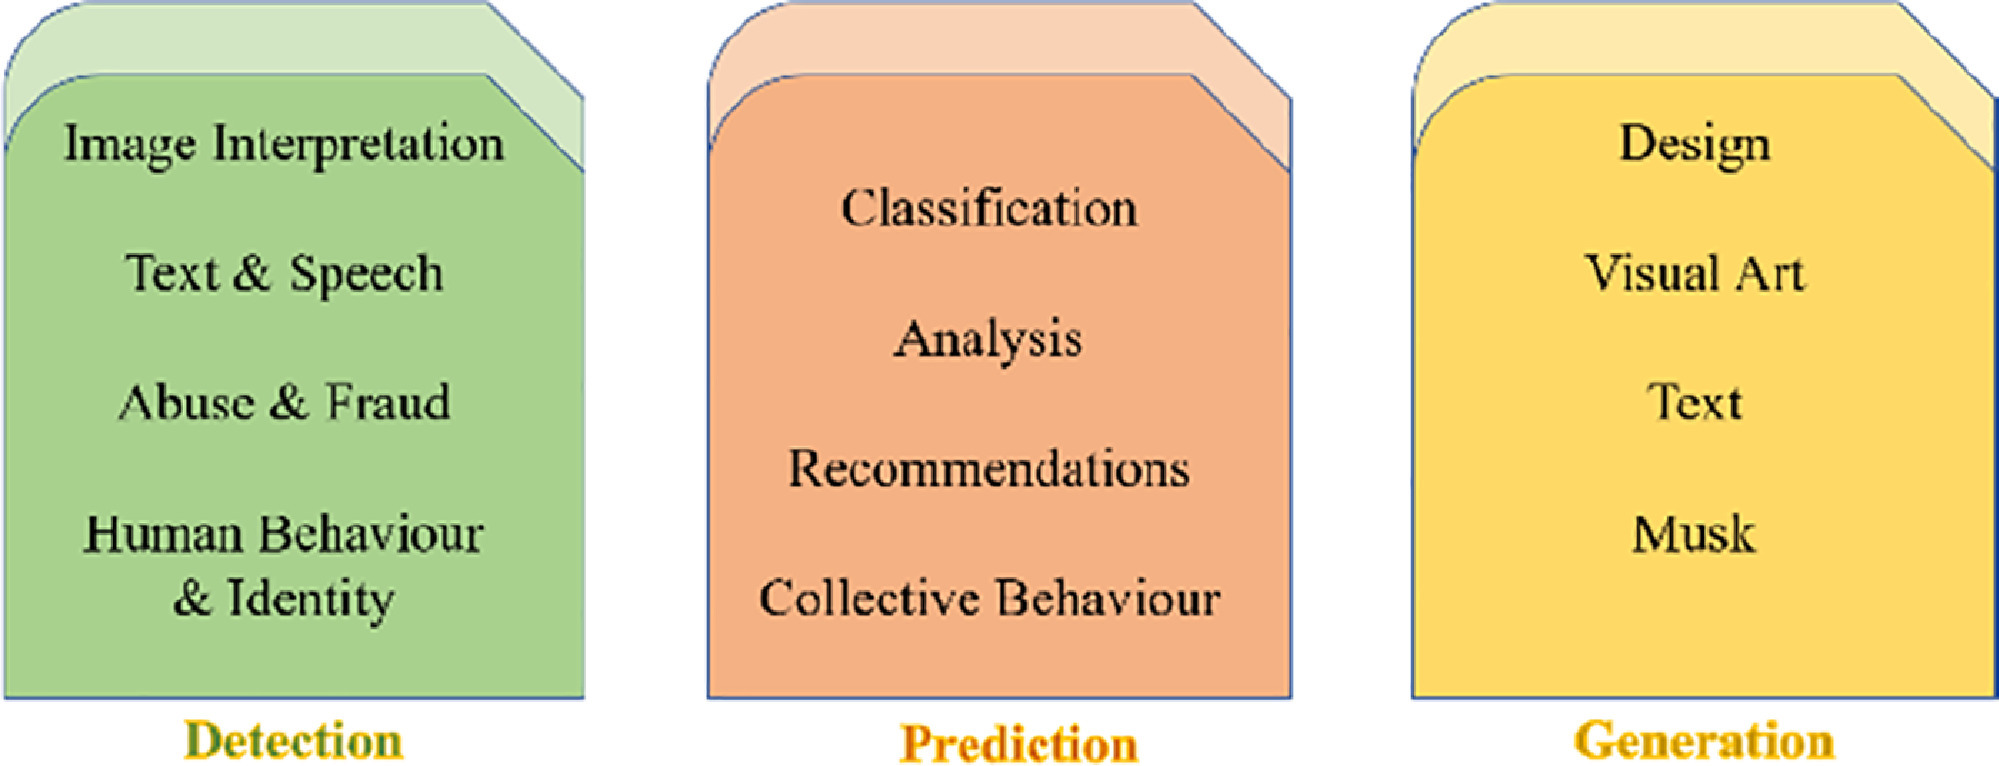 Image Interpretation
Text & Speech
Abuse & Fraud
Human Behaviour
& Identity
Detection
Classification
Analysis
Recommendations
Collective Behaviour
Prediction
Design
Visual Art
Text
Musk
Generation